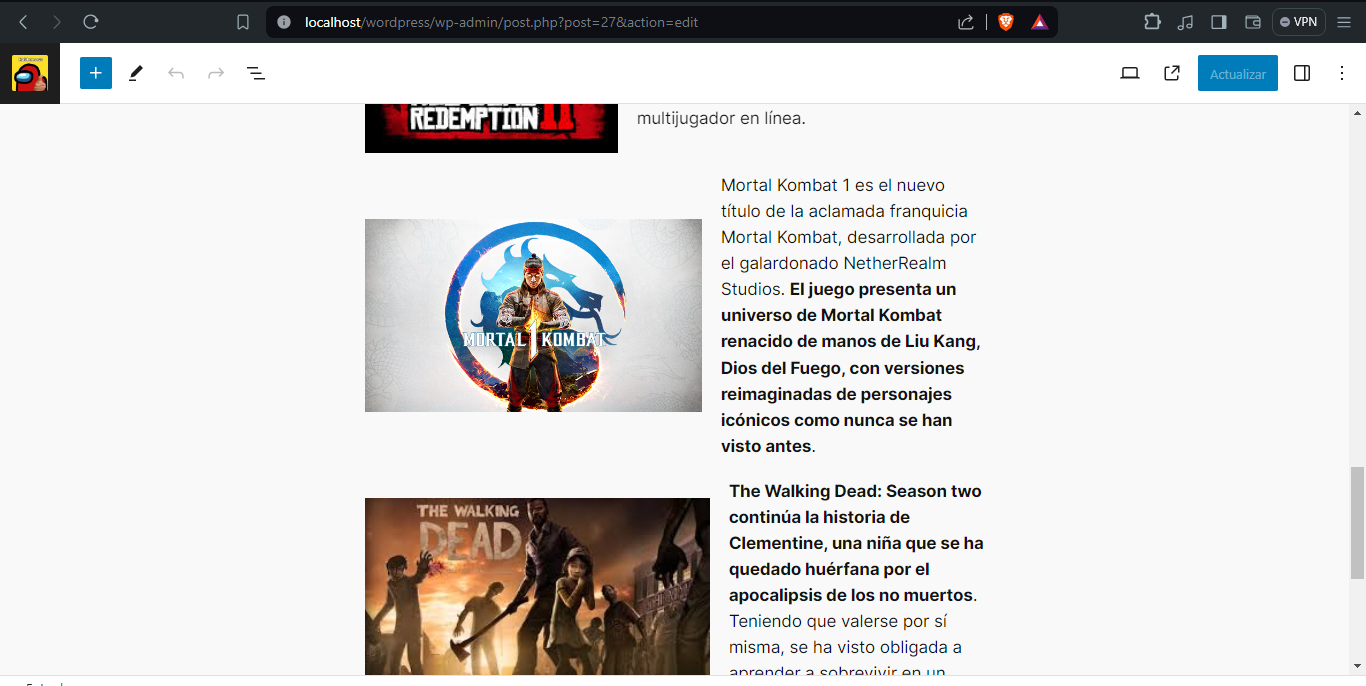 localhost/wordpress/wp-admin/post.php?post=27&action=edit
VPN
Actualizar
REDEMPTION II
multijugador en línea.
Mortal Kombat 1 es el nuevo
título de la aclamada franquicia
Mortal Kombat, desarrollada por
el galardonado NetherRealm
Studios. El juego presenta un
universo de Mortal Kombat
renacido de manos de Liu Kang,
Dios del Fuego, con versiones
reimaginadas de personajes
icónicos como nunca se han
visto antes.
MORTAL 1 KOMBAT
The Walking Dead: Season two
continúa la historia de
Clementine, una niña que se ha
quedado huérfana por el
apocalipsis de los no muertos.
Teniendo que valerse por sí
misma, se ha visto obligada a
aprender a sobrevivir en un
THE WALKING
DEAD